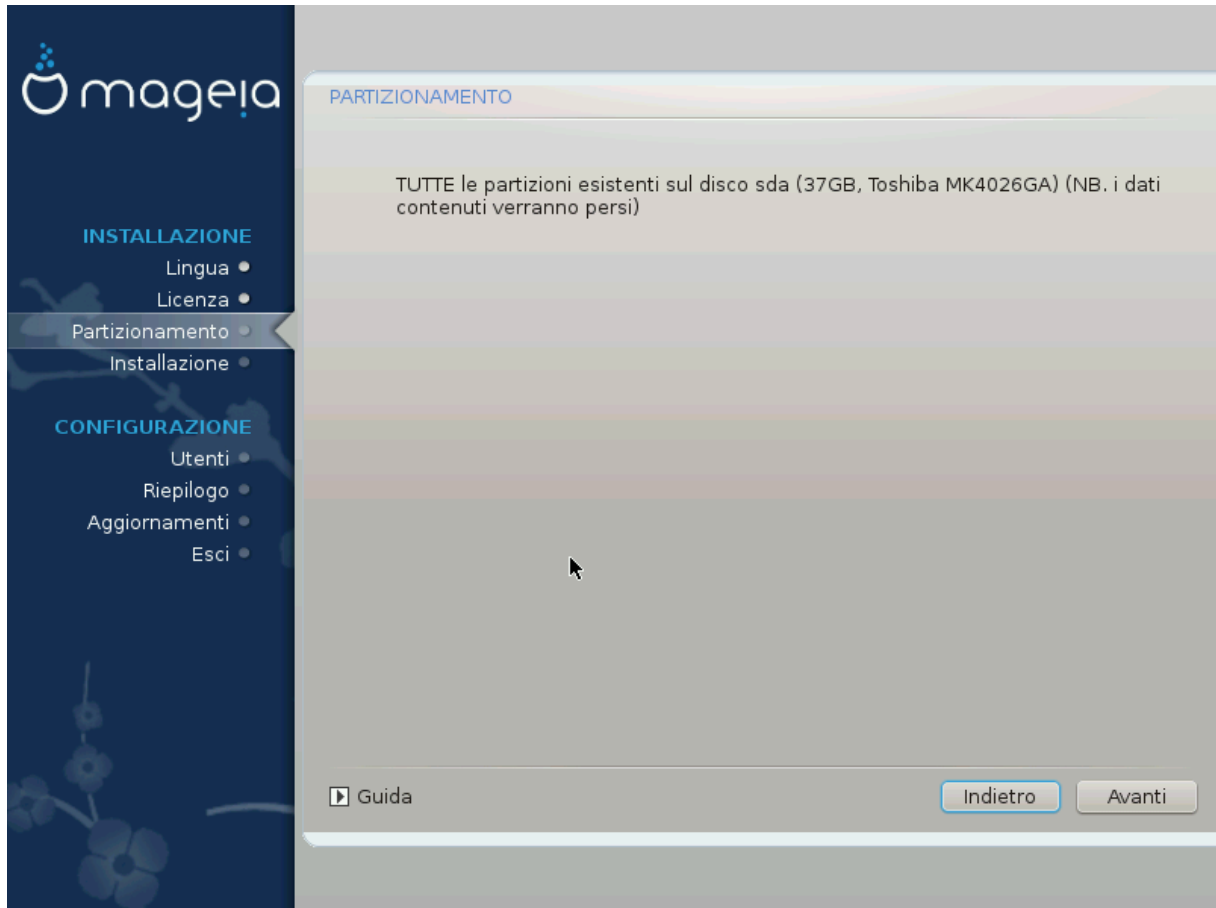 mageia
INSTALLAZIONE
Lingua
Licenza
Partizionamento
Installazione
CONFIGURAZIONE
Utenti
Riepilogo
Aggiornamenti
Esci
PARTIZIONAMENTO
TUTTE le partizioni esistenti sul disco sda (37GB, Toshiba MK4026GA) (NB. i dati
contenuti verranno persi)
Guida
Indietro
Avanti